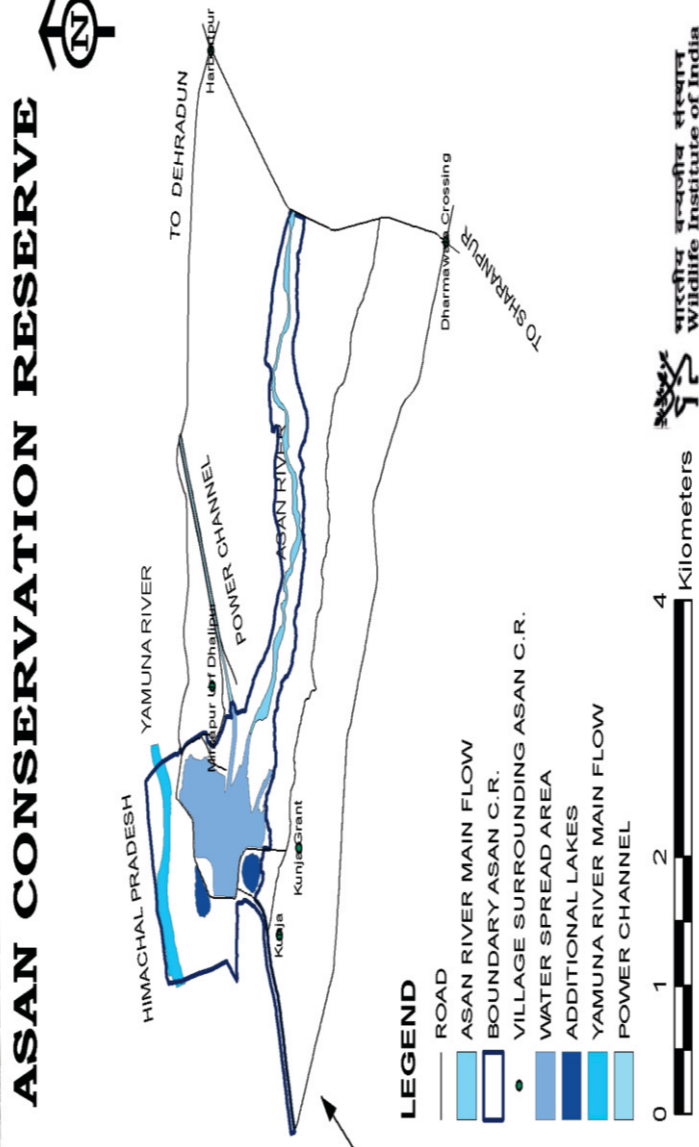 ASAN CONSERVATION RESERVE
N
HIMACHAL PRADESH
YAMUNA RIVER
TO DEHRADUN
Harbertpur
POWER CHANNEL
Mirzapur Urf Dhalipur
ASAN RIVER
Kunja
Kunja Grant
Dharmawala Crossing
TO SHARANPUR
LEGEND
ROAD
ASAN RIVER MAIN FLOW
BOUNDARY ASAN C.R.
VILLAGE SURROUNDING ASAN C.R.
WATER SPREAD AREA
ADDITIONAL LAKES
YAMUNA RIVER MAIN FLOW
POWER CHANNEL
0 1 2 4
Kilometers
भारतीय वन्यजीव संस्थान
Wildlife Institute of India